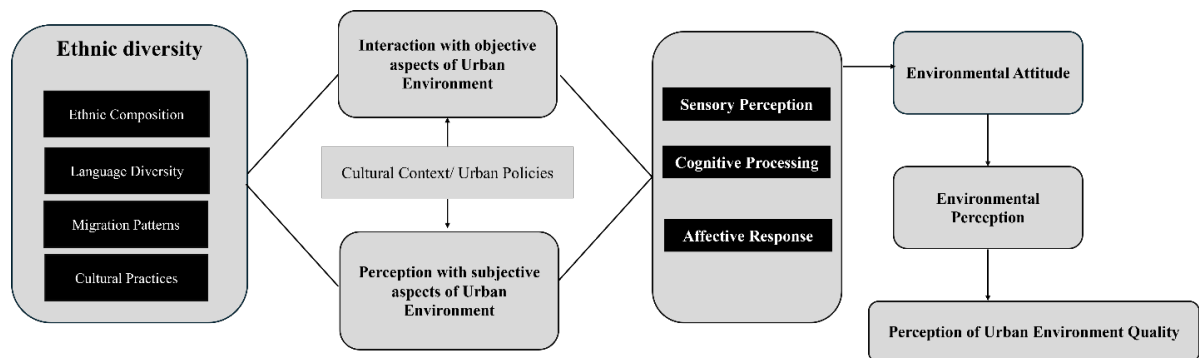 Ethnic diversity
Ethnic Composition
Language Diversity
Migration Patterns
Cultural Practices
Interaction with objective
aspects of Urban
Environment
Cultural Context/ Urban Policies
Perception with subjective
aspects of Urban
Environment
Sensory Perception
Cognitive Processing
Affective Response
Environmental Attitude
Environmental
Perception
Perception of Urban Environment Quality